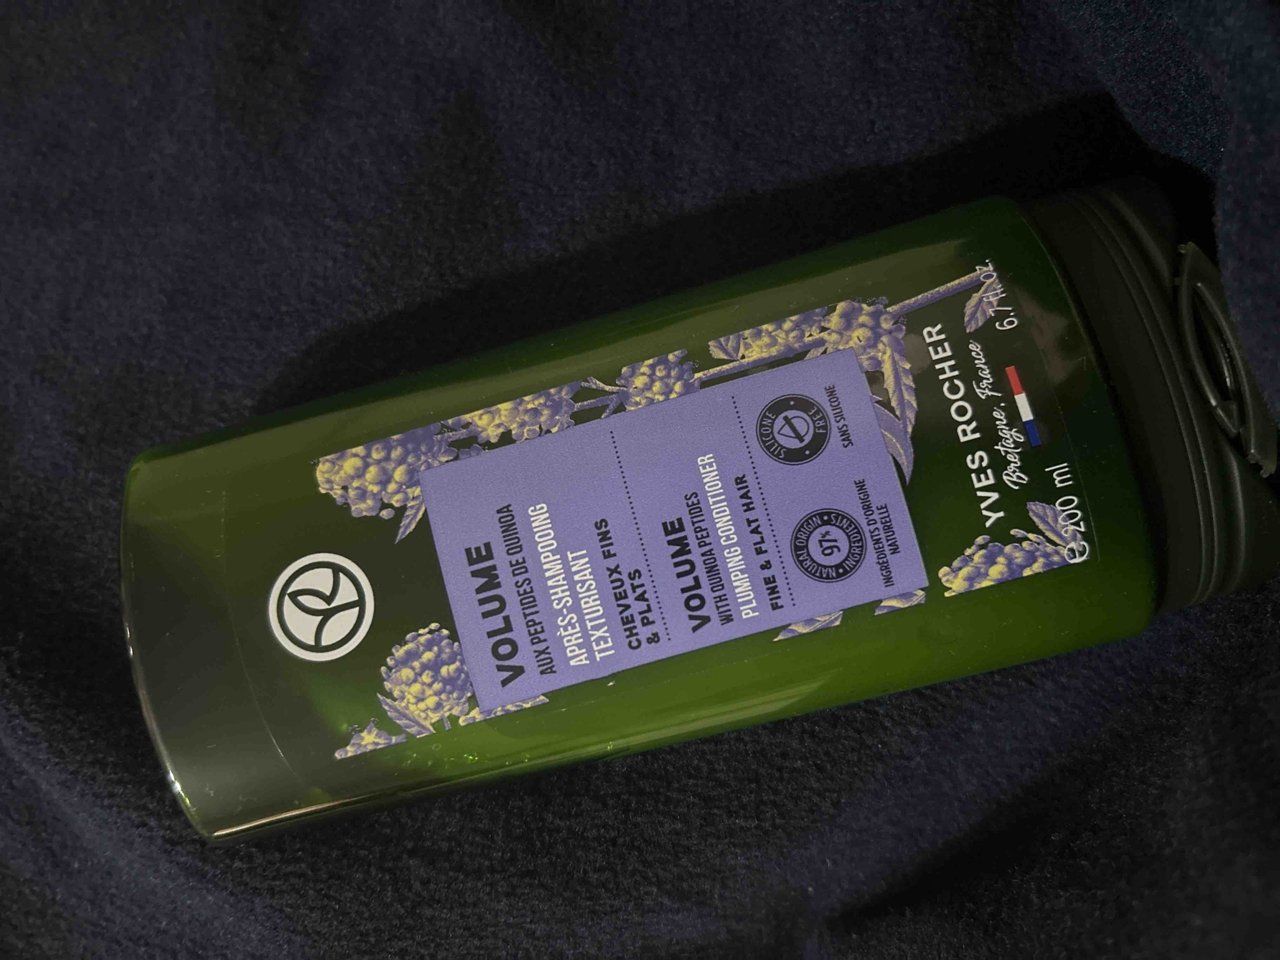 VOLUME
AUX PEPTIDES DE QUINOA
APRÈS-SHAMPOOING
TEXTURISANT
CHEVEUX FINS
& PLATS
VOLUME
WITH QUINOA PEPTIDES
PLUMPING CONDITIONER
FINE & FLAT HAIR
NATURAL ORIGIN • INGREDIENTS •
97%
INGRÉDIENTS D'ORIGINE
NATURELLE
SILICONE • FREE •
SANS SILICONE
YVES ROCHER
Bretagne, France
℮ 200 ml
6.7 fl. oz.